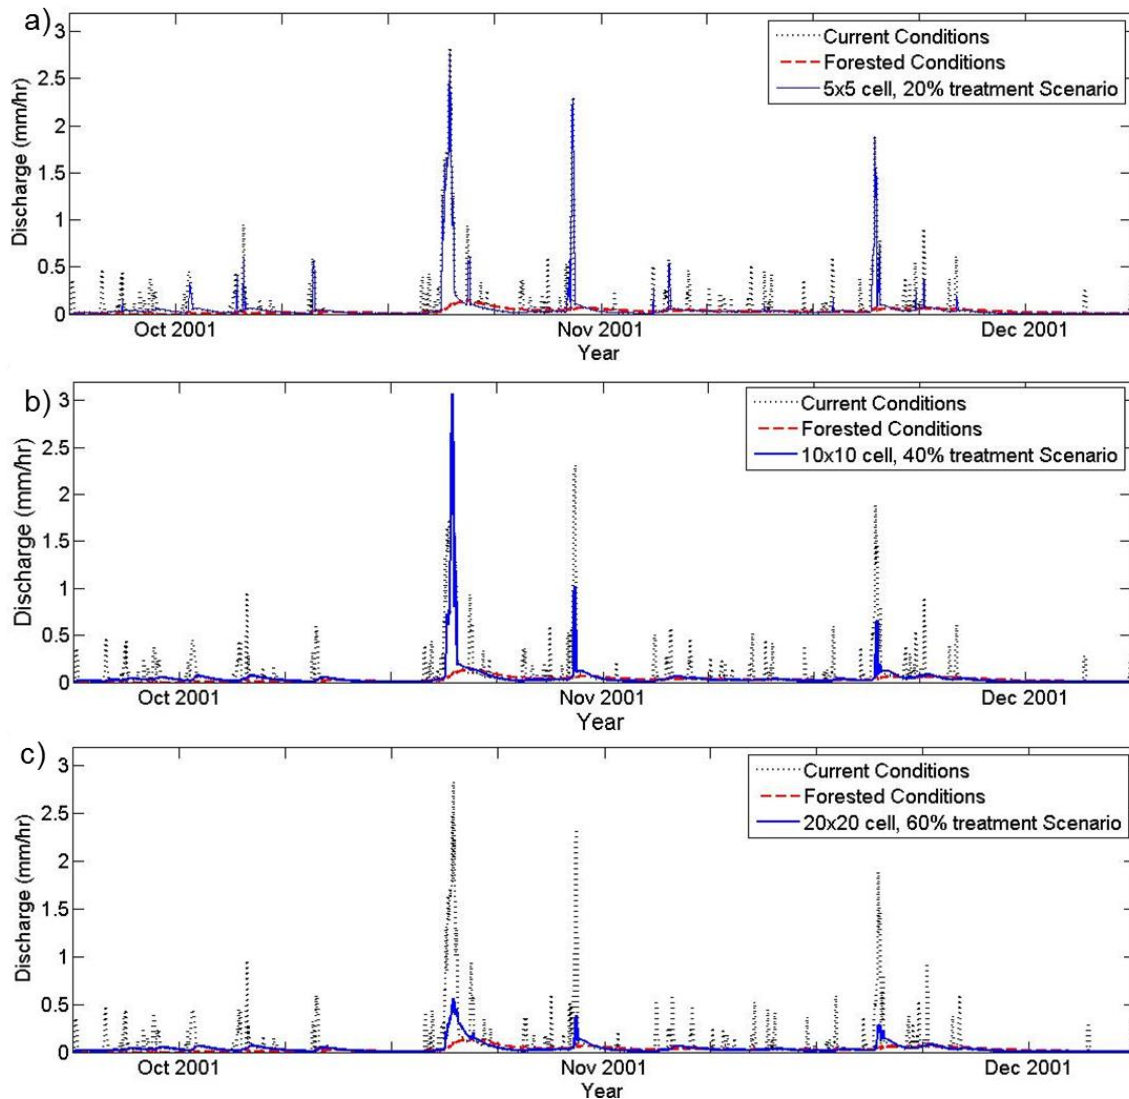 a)
3
2.5
2
1.5
1
0.5
0
Discharge (mm/hr)
Current Conditions
Forested Conditions
5x5 cell, 20% treatment Scenario
Oct 2001 Nov 2001 Dec 2001
Year
b)
3
2.5
2
1.5
1
0.5
0
Discharge (mm/hr)
Current Conditions
Forested Conditions
10x10 cell, 40% treatment Scenario
Oct 2001 Nov 2001 Dec 2001
Year
c)
3
2.5
2
1.5
1
0.5
0
Discharge (mm/hr)
Current Conditions
Forested Conditions
20x20 cell, 60% treatment Scenario
Oct 2001 Nov 2001 Dec 2001
Year